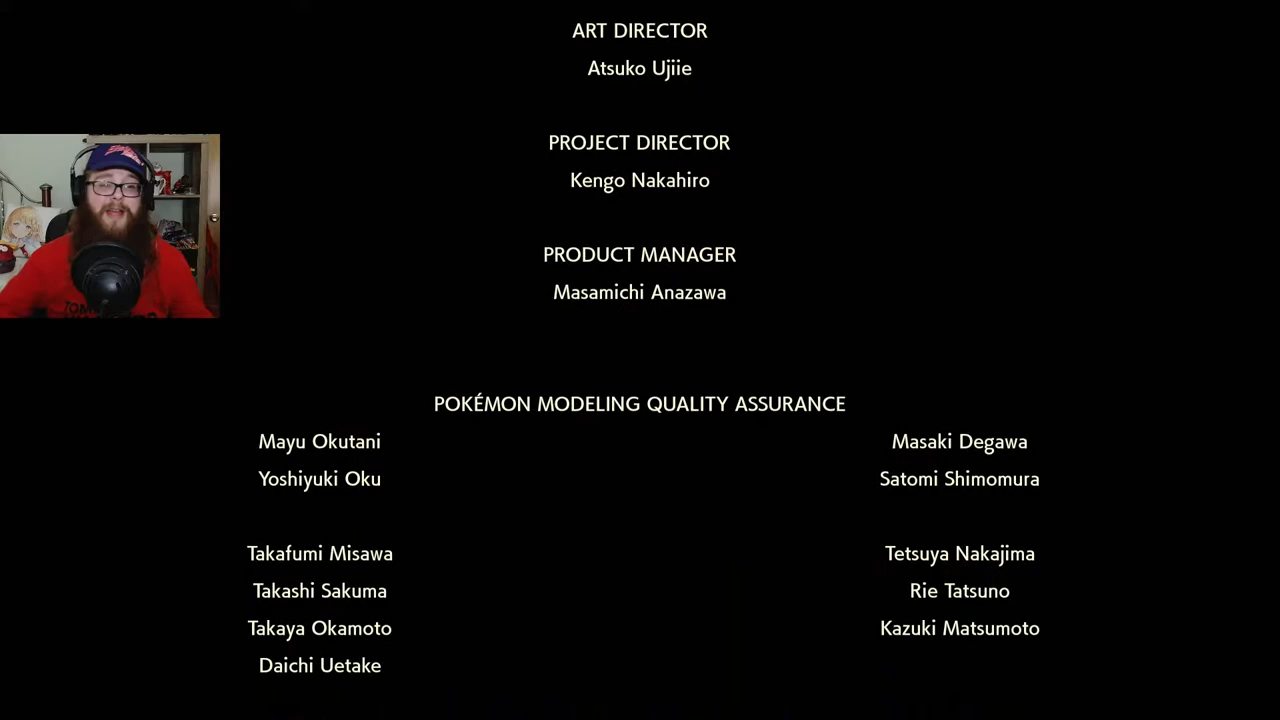 ART DIRECTOR
Atsuko Ujiie
PROJECT DIRECTOR
Kengo Nakahiro
PRODUCT MANAGER
Masamichi Anazawa
POKÉMON MODELING QUALITY ASSURANCE
Mayu Okutani
Masaki Degawa
Yoshiyuki Oku
Satomi Shimomura
Takafumi Misawa
Tetsuya Nakajima
Takashi Sakuma
Rie Tatsuno
Takaya Okamoto
Kazuki Matsumoto
Daichi Uetake